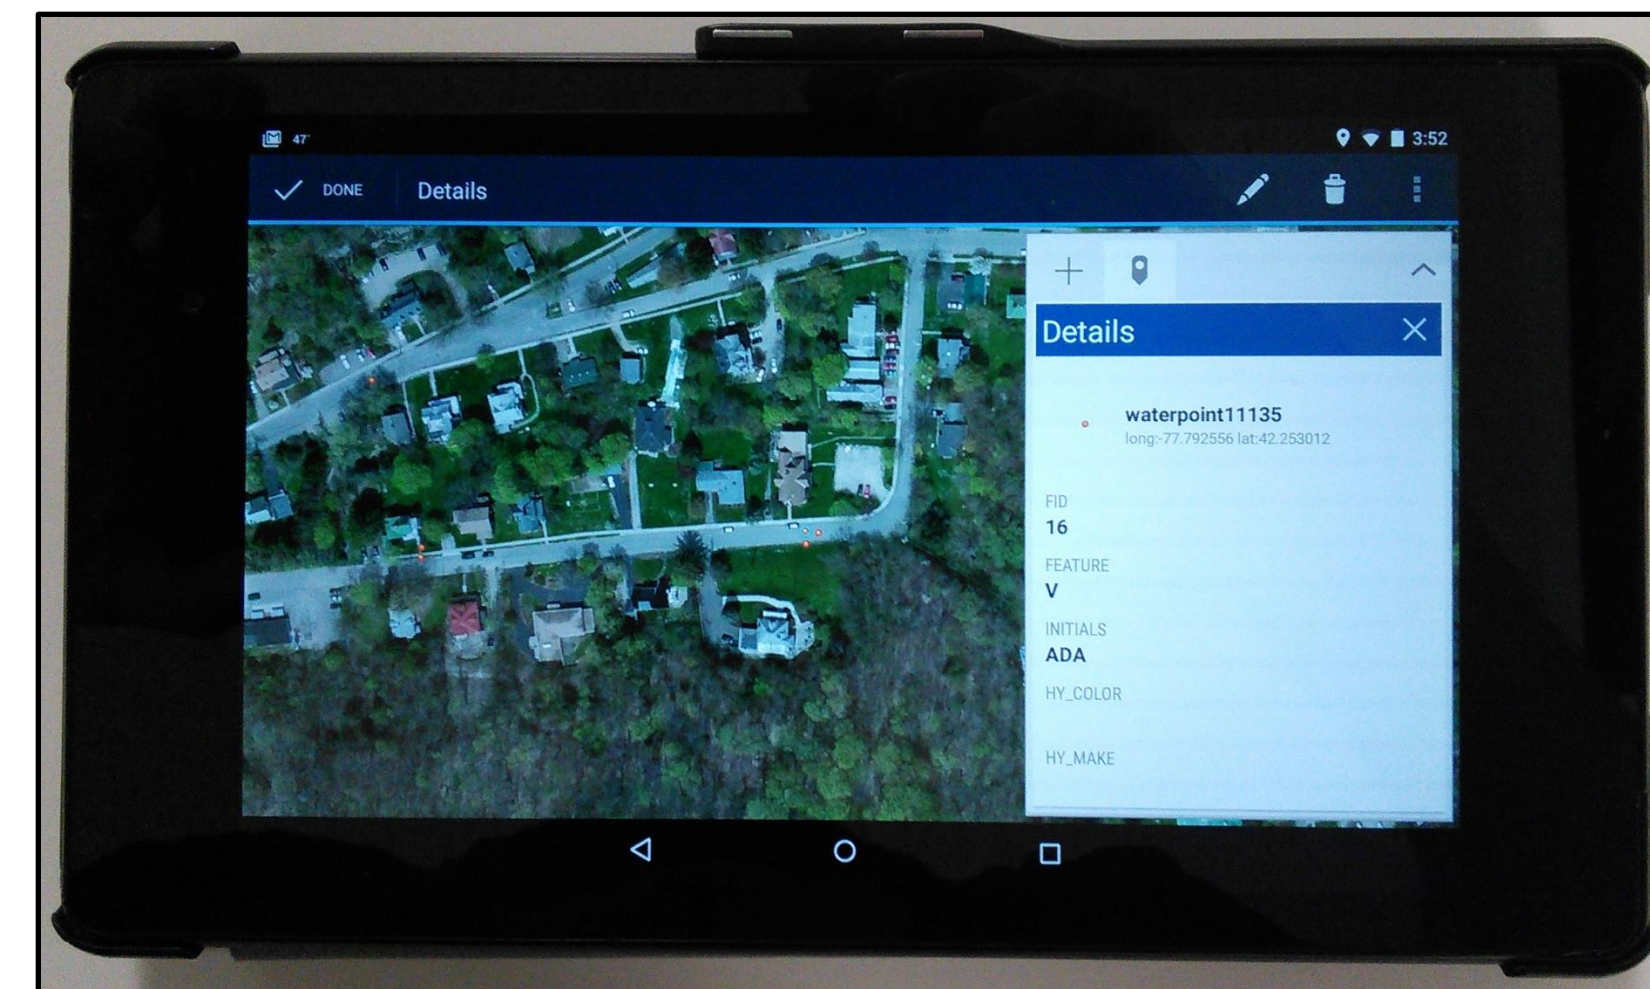 47°
3:52
DONE
Details
Details
waterpoint11135
long:-77.792556 lat:42.253012
FID
16
FEATURE
V
INITIALS
ADA
HY_COLOR
HY_MAKE